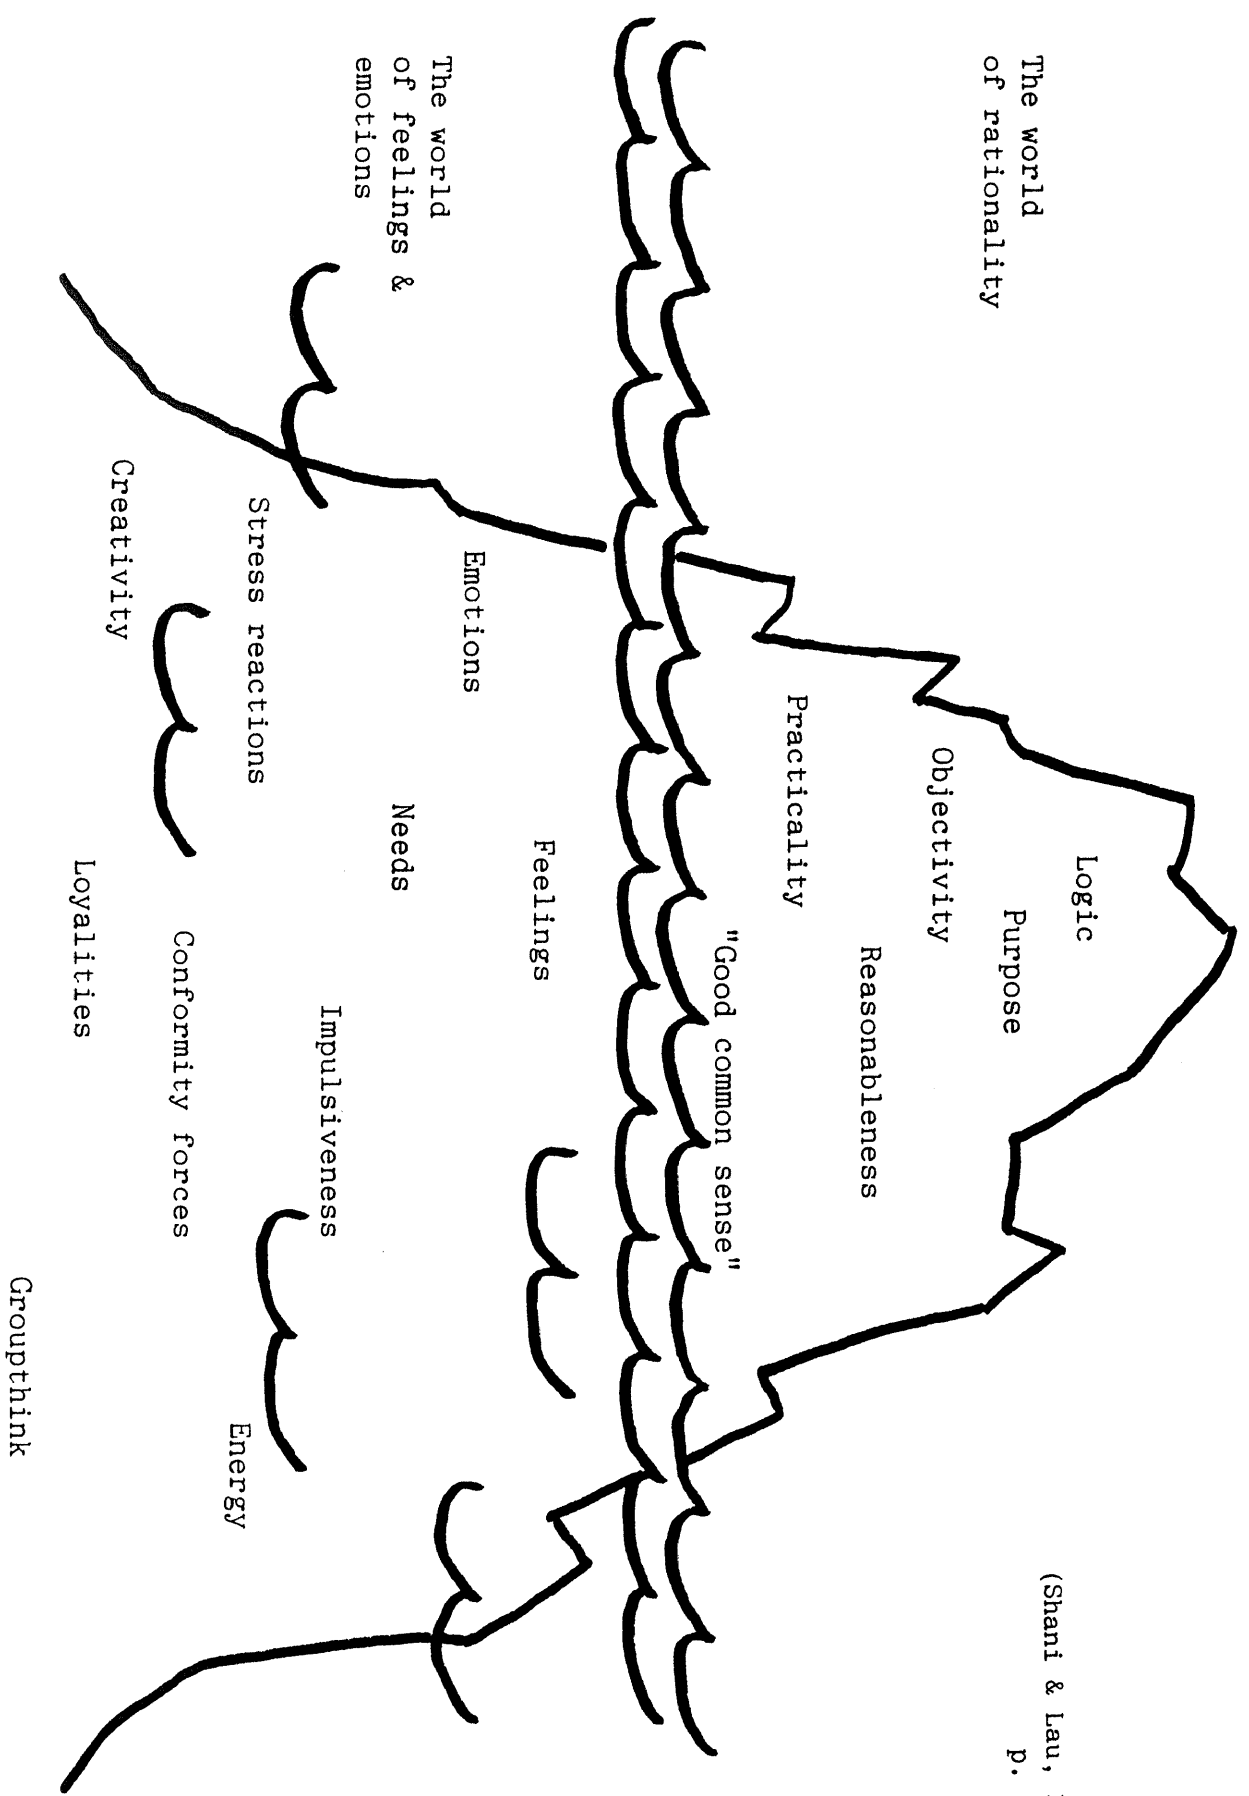 (Shani & Lau,
p.
The world
of rationality
Logic
Purpose
Objectivity
Reasonableness
Practicality
"Good common sense"
The world
of feelings &
emotions
Feelings
Emotions
Needs
Impulsiveness
Stress reactions
Energy
Conformity forces
Creativity
Loyalities
Groupthink